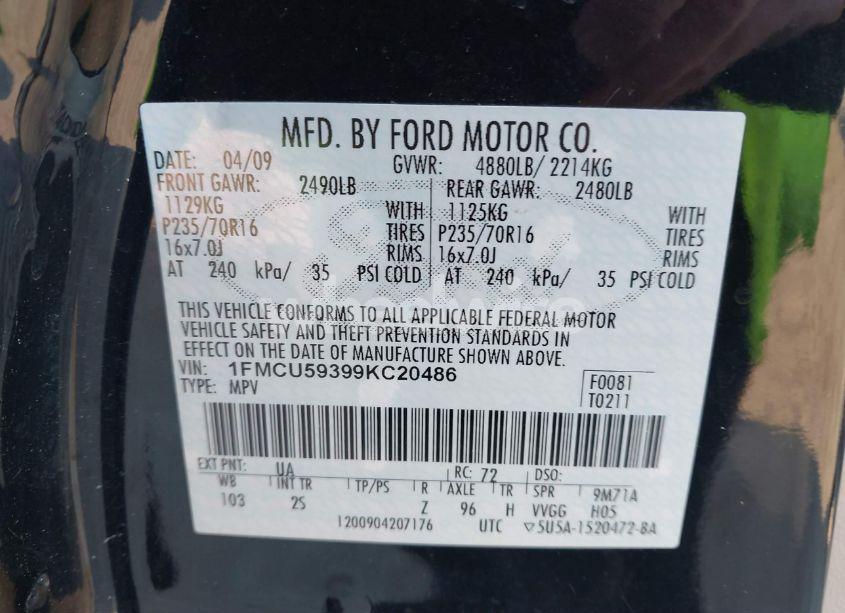 MFD. BY FORD MOTOR CO.
DATE: 04/09 GVWR: 4880LB/ 2214KG
FRONT GAWR: 2490LB REAR GAWR: 2480LB
1129KG WITH 1125KG WITH
P235/70R16 TIRES P235/70R16 TIRES
16x7.0J RIMS 16x7.0J RIMS
AT 240 kPa/ 35 PSI COLD AT 240 kPa/ 35 PSI COLD
THIS VEHICLE CONFORMS TO ALL APPLICABLE FEDERAL MOTOR
VEHICLE SAFETY AND THEFT PREVENTION STANDARDS IN
EFFECT ON THE DATE OF MANUFACTURE SHOWN ABOVE.
VIN: 1FMCU59399KC20486
TYPE: MPV F0081
T0211
EXT PNT: UA RC: 72 DSO:
WB INT TR TP/PS R AXLE TR SPR 9M71A
103 2S Z 96 H VVGG H05
1200904207176 UTC ▽5U5A-1520472-BA